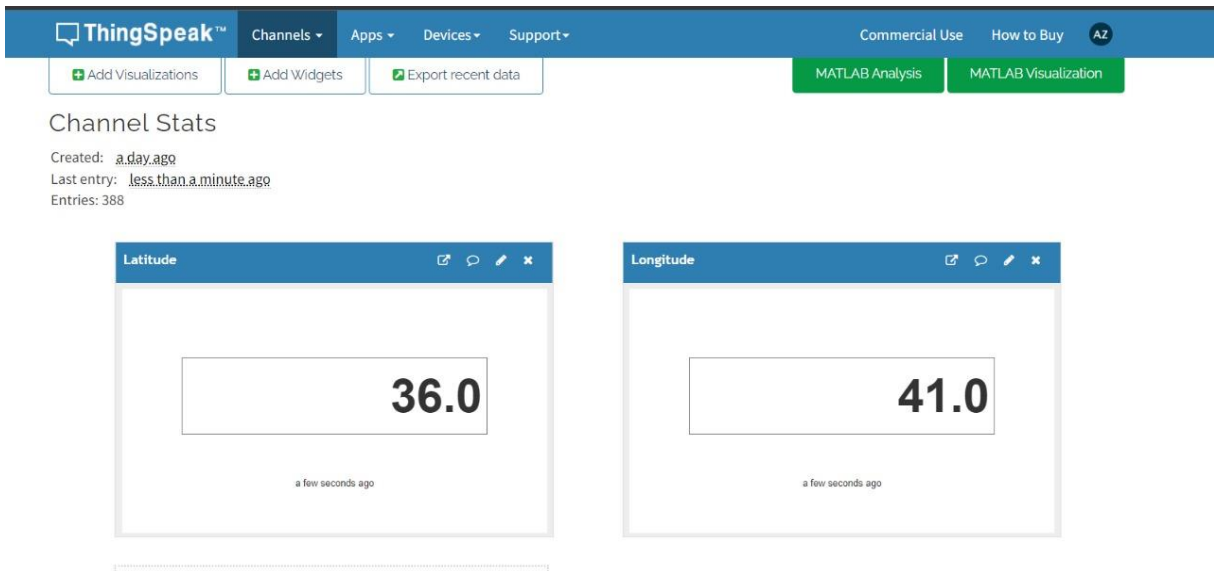 ThingSpeak™ Channels Apps Devices Support Commercial Use How to Buy AZ
Add Visualizations Add Widgets Export recent data MATLAB Analysis MATLAB Visualization
Channel Stats
Created: a day ago
Last entry: less than a minute ago
Entries: 388
Latitude
36.0
a few seconds ago
Longitude
41.0
a few seconds ago